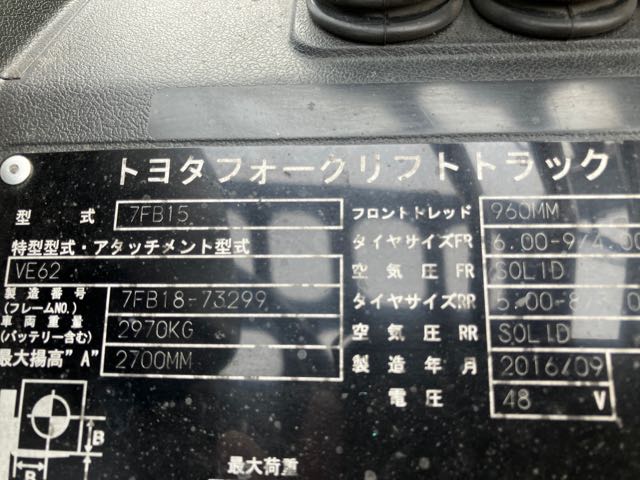 トヨタフォークリフトトラック
型式 7FB15 フロントトレッド 960MM
特型型式・アタッチメント型式 タイヤサイズFR 6.00-9/4.00
VE62 空気圧FR SOLID
製造番号(フレームNO.) 7FB18-73299 タイヤサイズRR
車両重量(バッテリー含む) 2970KG 空気圧RR SOLID
最大揚高"A" 2700MM 製造年月 2016/09
電圧 48 V
B
B
最大荷重